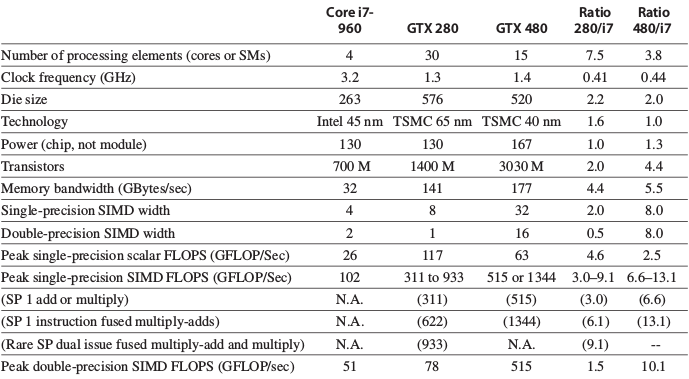 Core i7-960 GTX 280 GTX 480 Ratio 280/i7 Ratio 480/i7
Number of processing elements (cores or SMs) 4 30 15 7.5 3.8
Clock frequency (GHz) 3.2 1.3 1.4 0.41 0.44
Die size 263 576 520 2.2 2.0
Technology Intel 45 nm TSMC 65 nm TSMC 40 nm 1.6 1.0
Power (chip, not module) 130 130 167 1.0 1.3
Transistors 700 M 1400 M 3030 M 2.0 4.4
Memory bandwidth (GBytes/sec) 32 141 177 4.4 5.5
Single-precision SIMD width 4 8 32 2.0 8.0
Double-precision SIMD width 2 1 16 0.5 8.0
Peak single-precision scalar FLOPS (GFLOP/Sec) 26 117 63 4.6 2.5
Peak single-precision SIMD FLOPS (GFLOP/Sec) 102 311 to 933 515 or 1344 3.0–9.1 6.6–13.1
(SP 1 add or multiply) N.A. (311) (515) (3.0) (6.6)
(SP 1 instruction fused multiply-adds) N.A. (622) (1344) (6.1) (13.1)
(Rare SP dual issue fused multiply-add and multiply) N.A. (933) N.A. (9.1) --
Peak double-precision SIMD FLOPS (GFLOP/sec) 51 78 515 1.5 10.1